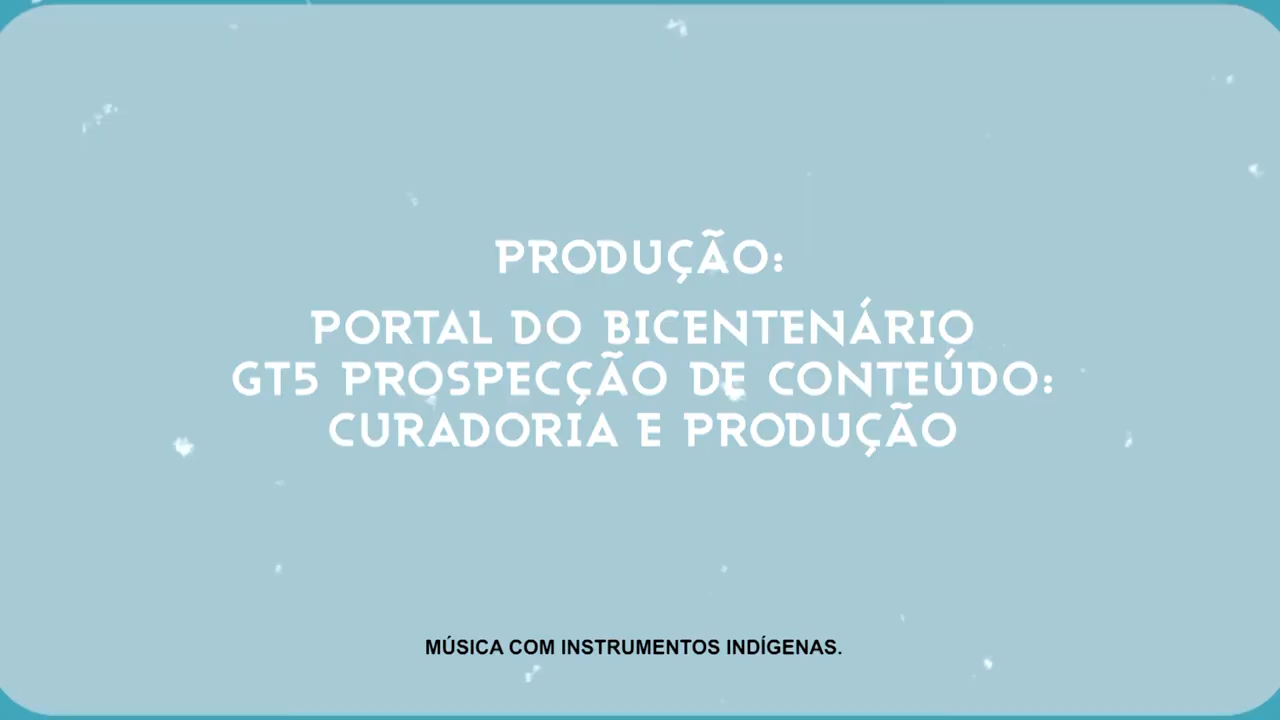 PRODUÇÃO:
PORTAL DO BICENTENÁRIO
GT5 PROSPECÇÃO DE CONTEÚDO:
CURADORIA E PRODUÇÃO
MÚSICA COM INSTRUMENTOS INDÍGENAS.